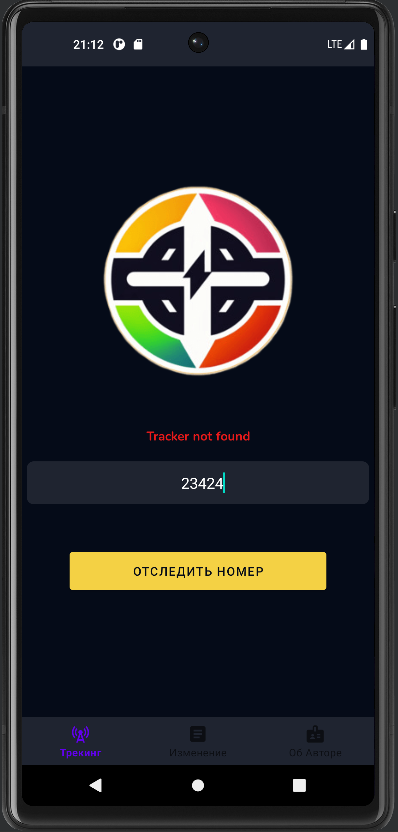 21:12
LTE
Tracker not found
23424
ОТСЛЕДИТЬ НОМЕР
Трекинг
Изменение
Об Авторе